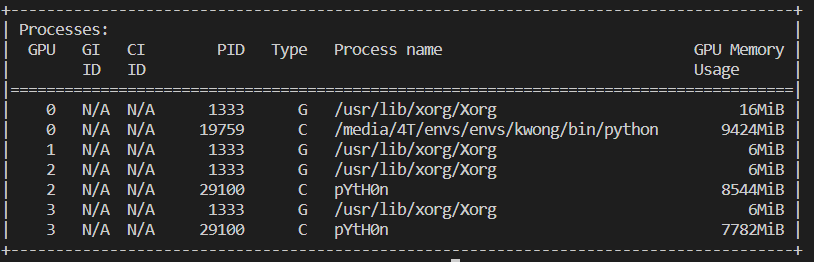 Processes:
GPU GI CI PID Type Process name GPU Memory
ID ID Usage
0 N/A N/A 1333 G /usr/lib/xorg/Xorg 16MiB
0 N/A N/A 19759 C /media/4T/envs/envs/kwong/bin/python 9424MiB
1 N/A N/A 1333 G /usr/lib/xorg/Xorg 6MiB
2 N/A N/A 1333 G /usr/lib/xorg/Xorg 6MiB
2 N/A N/A 29100 C pYtH0n 8544MiB
3 N/A N/A 1333 G /usr/lib/xorg/Xorg 6MiB
3 N/A N/A 29100 C pYtH0n 7782MiB